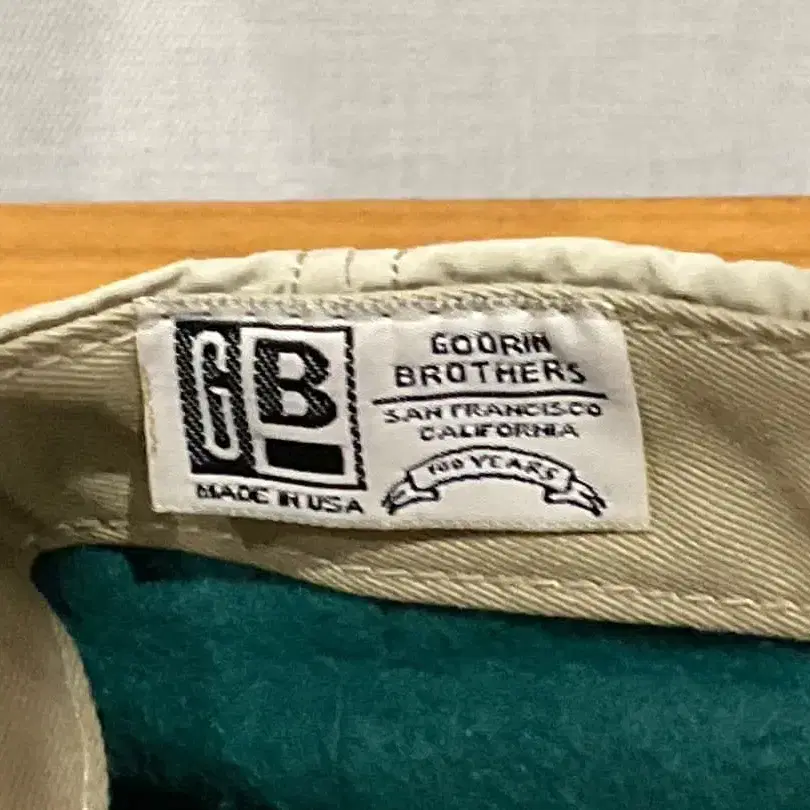 GB
MADE IN USA
GOORIN
BROTHERS
SAN FRANCISCO
CALIFORNIA
100 YEARS